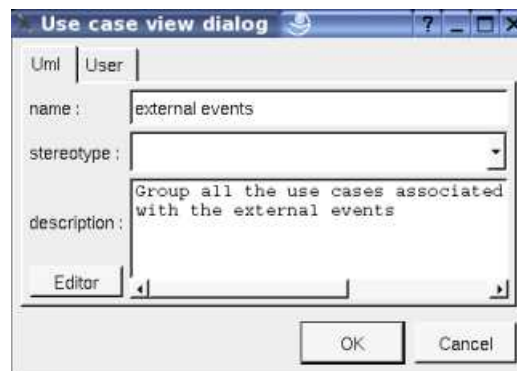 Use case view dialog
Uml User
name : external events
stereotype :
description : Group all the use cases associated
with the external events
Editor
OK Cancel